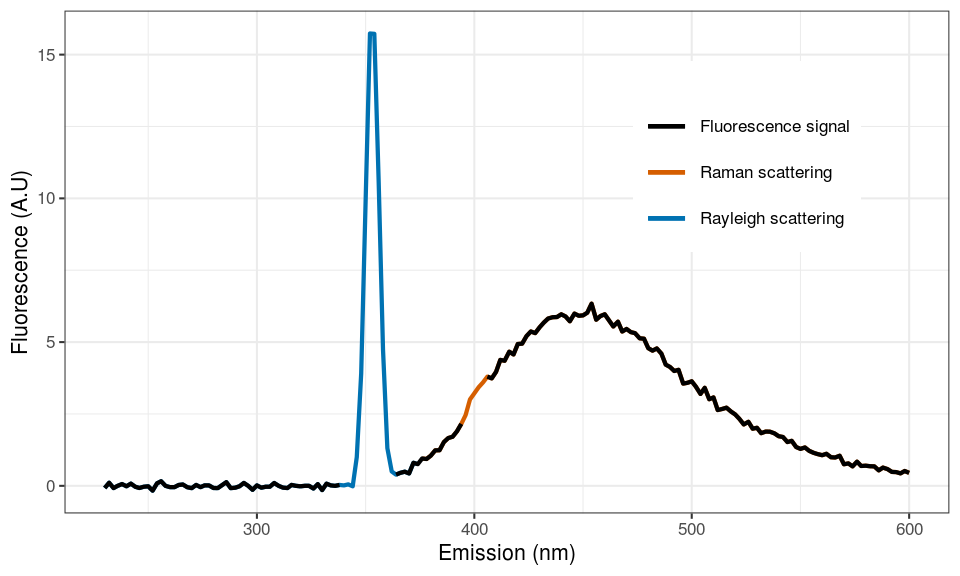 Fluorescence (A.U)
15
10
5
0
Fluorescence signal
Raman scattering
Rayleigh scattering
300
400
500
600
Emission (nm)